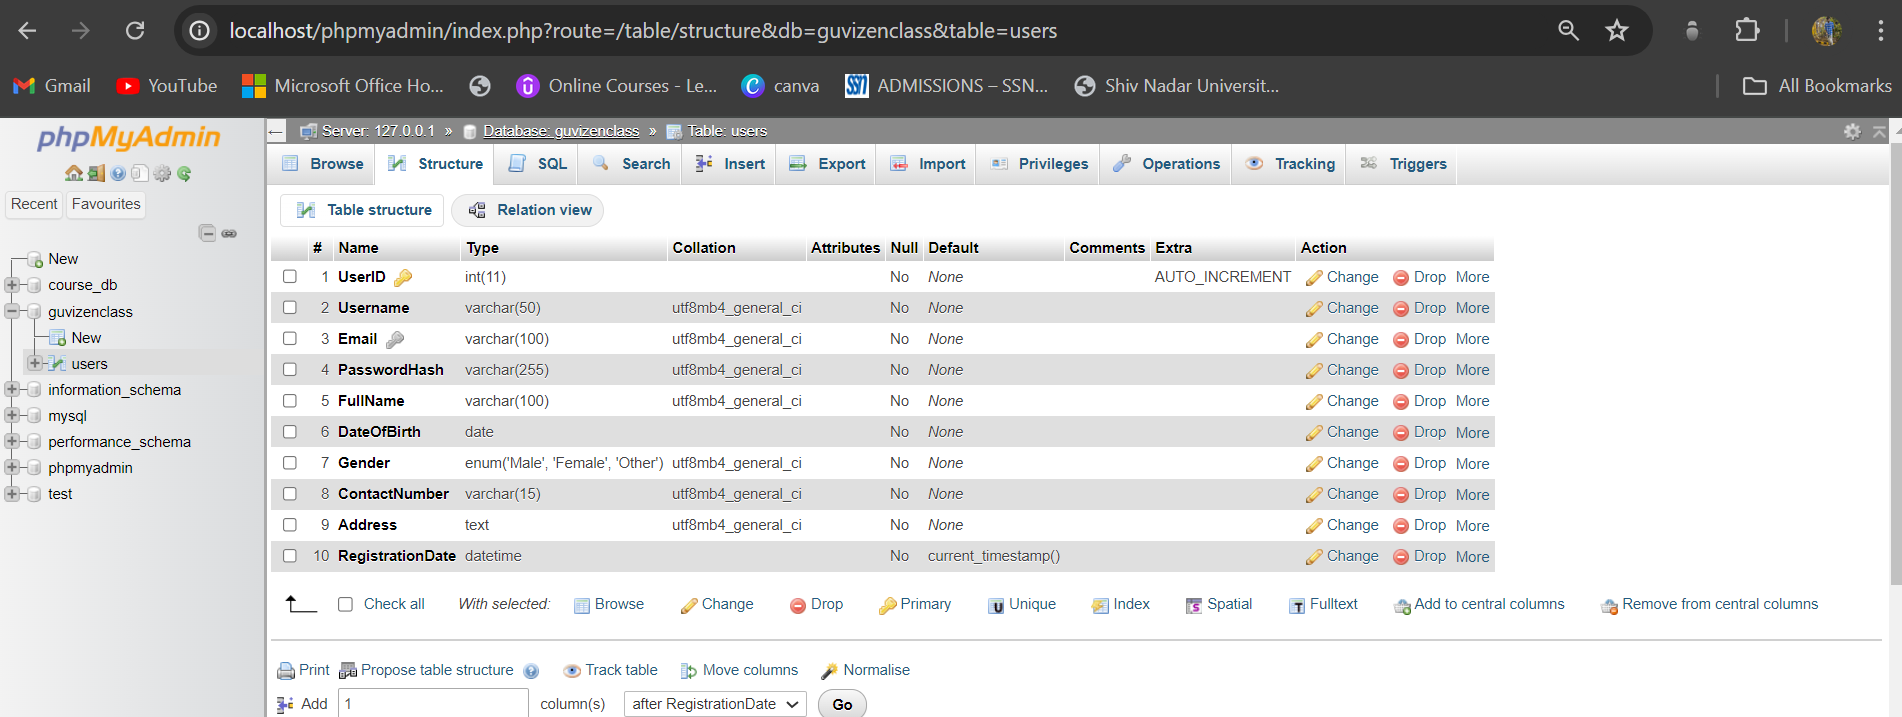 localhost/phpmyadmin/index.php?route=/table/structure&db=guvizenclass&table=users
Gmail YouTube Microsoft Office Ho... Online Courses - Le... canva ADMISSIONS – SSN... Shiv Nadar Universit... All Bookmarks
phpMyAdmin
Recent Favourites
New
course_db
guvizenclass
New
users
information_schema
mysql
performance_schema
phpmyadmin
test
Server: 127.0.0.1 » Database: guvizenclass » Table: users
Browse Structure SQL Search Insert Export Import Privileges Operations Tracking Triggers
Table structure Relation view
# Name Type Collation Attributes Null Default Comments Extra Action
1 UserID int(11) No None AUTO_INCREMENT Change Drop More
2 Username varchar(50) utf8mb4_general_ci No None Change Drop More
3 Email varchar(100) utf8mb4_general_ci No None Change Drop More
4 PasswordHash varchar(255) utf8mb4_general_ci No None Change Drop More
5 FullName varchar(100) utf8mb4_general_ci No None Change Drop More
6 DateOfBirth date No None Change Drop More
7 Gender enum('Male', 'Female', 'Other') utf8mb4_general_ci No None Change Drop More
8 ContactNumber varchar(15) utf8mb4_general_ci No None Change Drop More
9 Address text utf8mb4_general_ci No None Change Drop More
10 RegistrationDate datetime No current_timestamp() Change Drop More
Check all With selected: Browse Change Drop Primary Unique Index Spatial Fulltext Add to central columns Remove from central columns
Print Propose table structure Track table Move columns Normalise
Add 1 column(s) after RegistrationDate Go